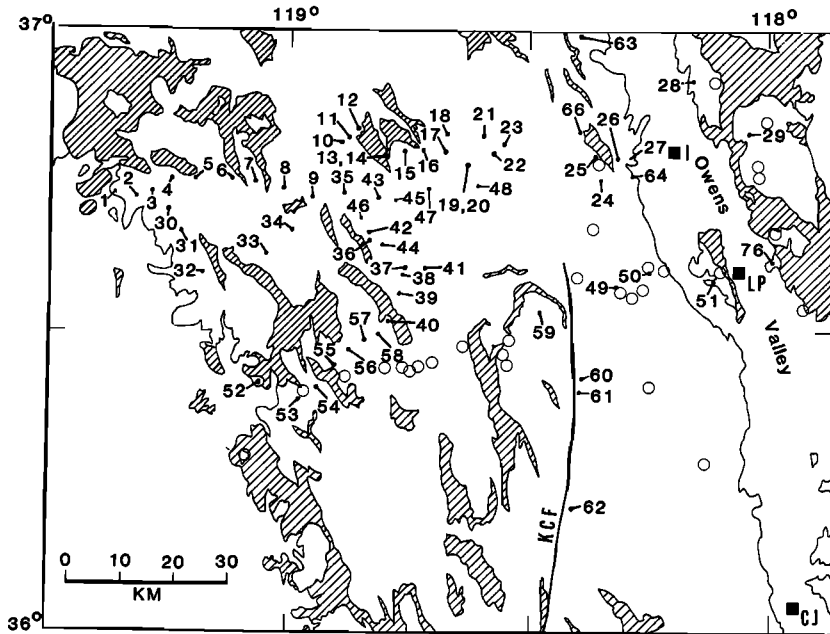 119° 118°
37°
63
28
12
11 18 21 66 26
10 17 23 29
13, 14 27 I
5 6 7 8 35 43 15 16 22 25 64 Owens
2 4 9 45 48 24
1 3 46 47 19, 20
30 34 42
31 36 44 76
32 33 37 41 50
38 49 51 LP
39
57 40 59 Valley
55 58
56 60
52 61
53 54
62
KCF
0 10 20 30
KM
36° CJ